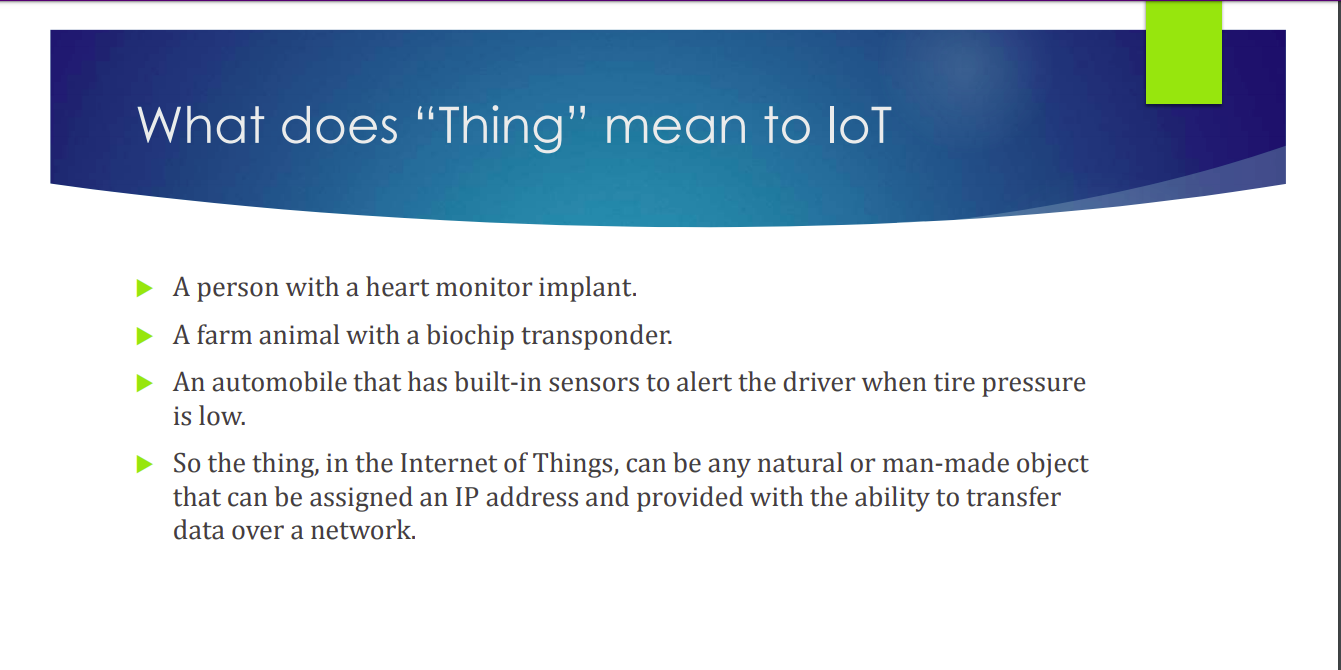 What does “Thing” mean to IoT
A person with a heart monitor implant.
A farm animal with a biochip transponder.
An automobile that has built-in sensors to alert the driver when tire pressure
is low.
So the thing, in the Internet of Things, can be any natural or man-made object
that can be assigned an IP address and provided with the ability to transfer
data over a network.